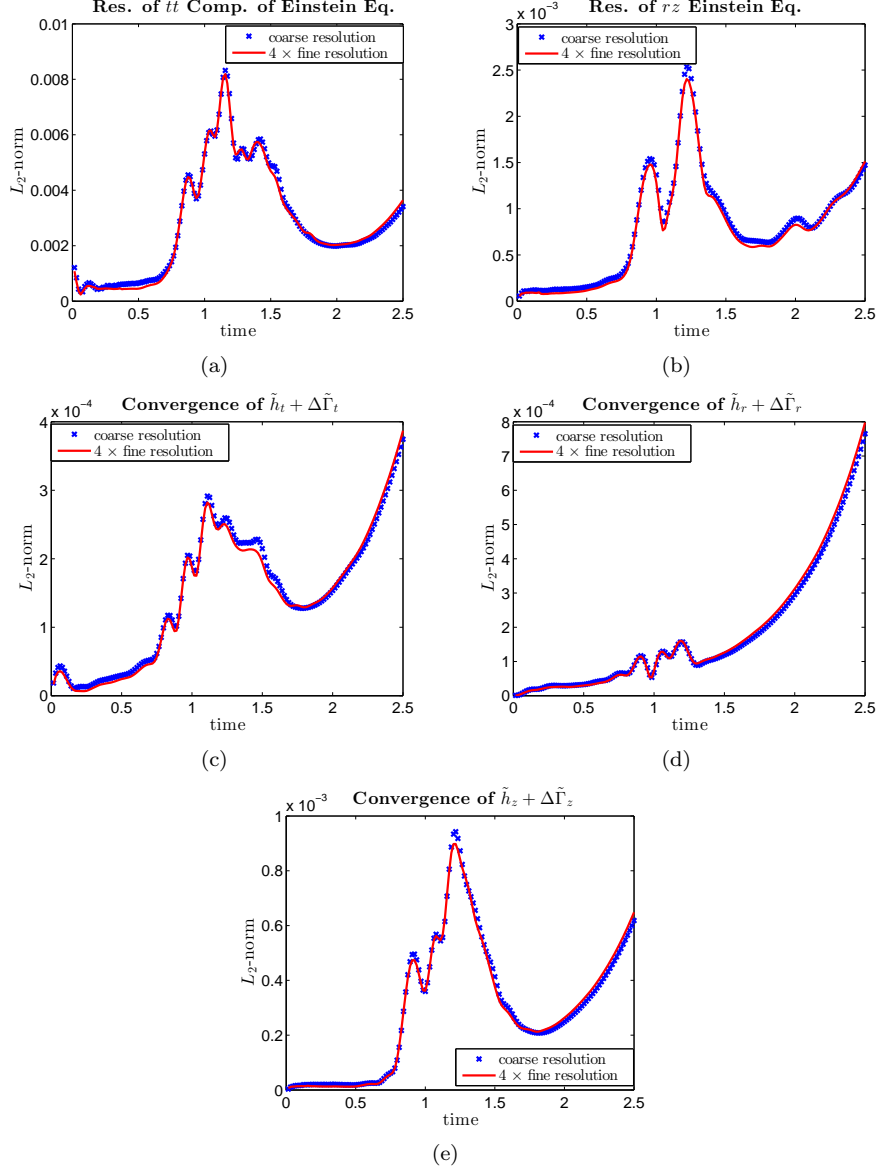 Res. of tt Comp. of Einstein Eq.
0.01
0.008
0.006
0.004
0.002
0
L₂-norm
× coarse resolution
4 × fine resolution
0 0.5 1 1.5 2 2.5
time
(a)
Res. of rz Einstein Eq.
x 10⁻³
3
2.5
2
1.5
1
0.5
0
L₂-norm
× coarse resolution
4 × fine resolution
0 0.5 1 1.5 2 2.5
time
(b)
Convergence of h̃ₜ + ΔΓ̃ₜ
x 10⁻⁴
4
3
2
1
0
L₂-norm
× coarse resolution
4 × fine resolution
0 0.5 1 1.5 2 2.5
time
(c)
Convergence of h̃ᵣ + ΔΓ̃ᵣ
x 10⁻⁴
8
7
6
5
4
3
2
1
0
L₂-norm
× coarse resolution
4 × fine resolution
0 0.5 1 1.5 2 2.5
time
(d)
Convergence of h̃_z + ΔΓ̃_z
x 10⁻³
1
0.8
0.6
0.4
0.2
0
L₂-norm
× coarse resolution
4 × fine resolution
0 0.5 1 1.5 2 2.5
time
(e)